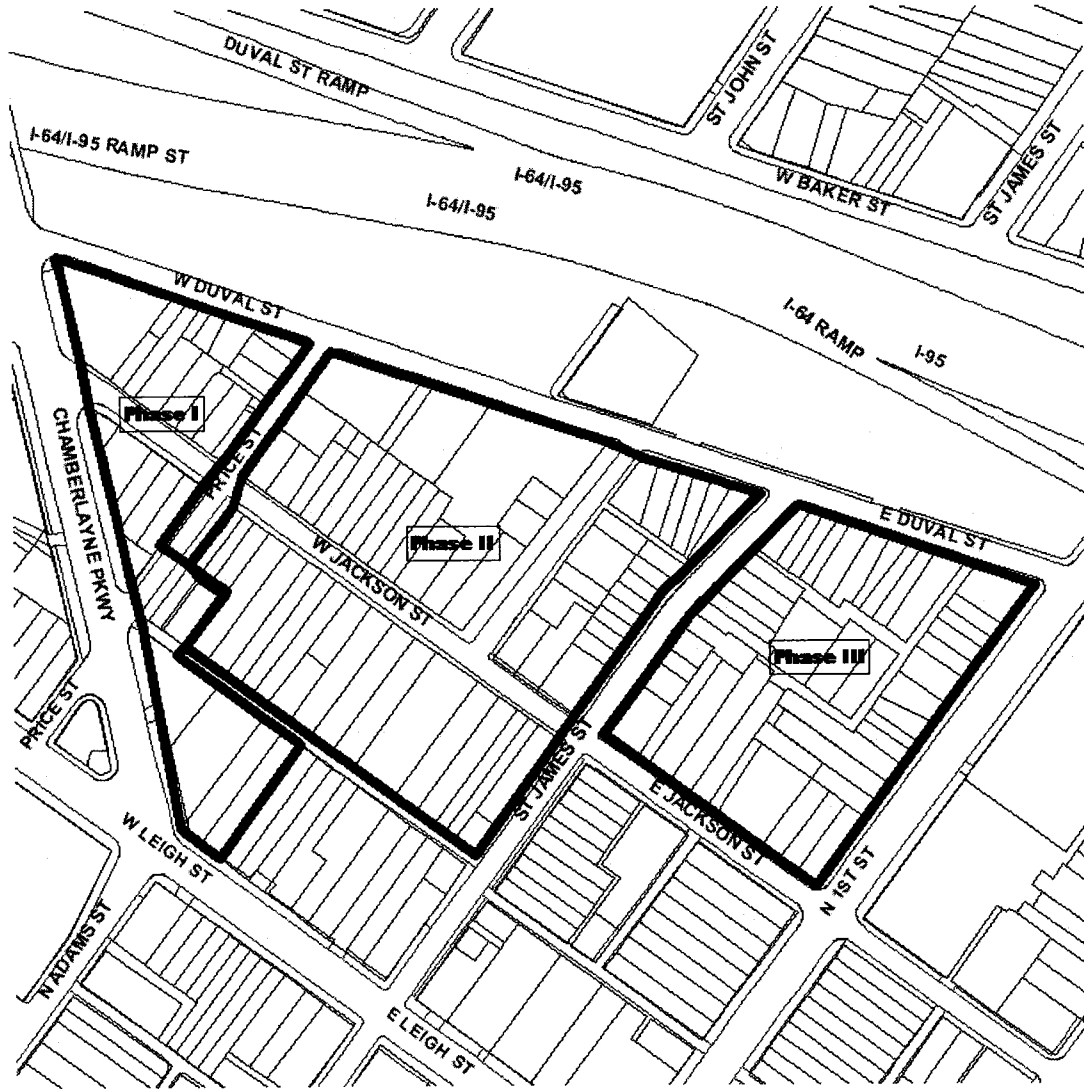 DUVAL ST RAMP
ST JOHN ST
I-64/I-95 RAMP ST
I-64/I-95
ST JAMES ST
W BAKER ST
I-64/I-95
W DUVAL ST
I-64 RAMP
I-95
Phase I
CHAMBERLAYNE PKWY
PRICE ST
E DUVAL ST
Phase II
W JACKSON ST
Phase III
PRICE ST
ST JAMES ST
E JACKSON ST
W LEIGH ST
N 1ST ST
N ADAMS ST
E LEIGH ST